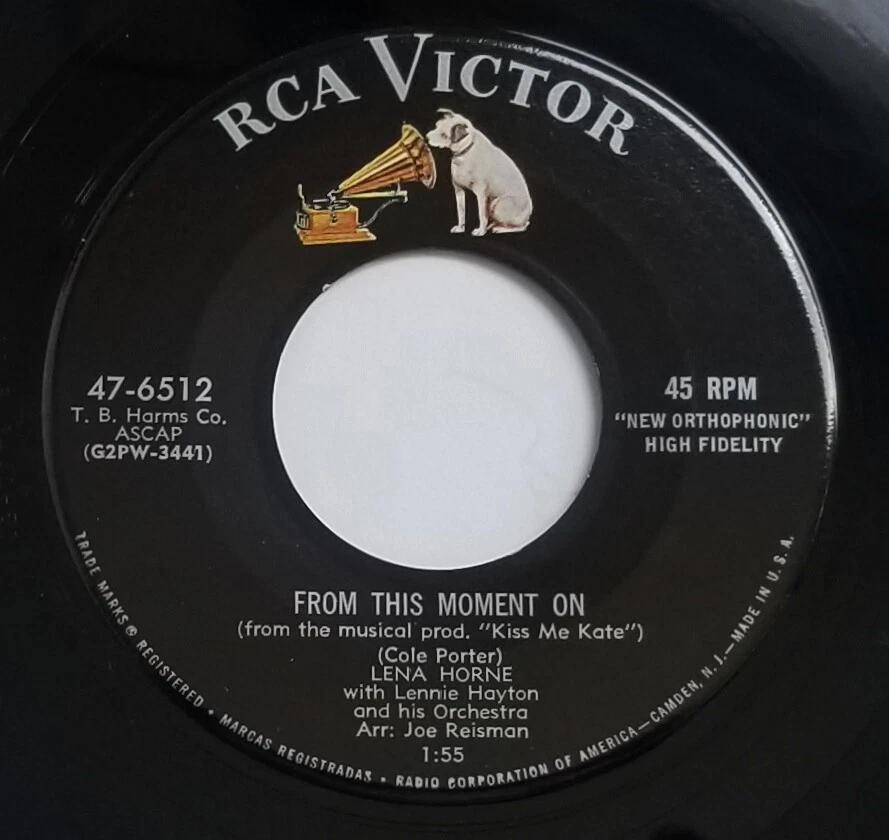 RCA VICTOR
47-6512
T. B. Harms Co.
ASCAP
(G2PW-3441)
45 RPM
"NEW ORTHOPHONIC"
HIGH FIDELITY
FROM THIS MOMENT ON
(from the musical prod. "Kiss Me Kate")
(Cole Porter)
LENA HORNE
with Lennie Hayton
and his Orchestra
Arr: Joe Reisman
1:55
TRADE MARKS ® REGISTERED • MARCAS REGISTRADAS • RADIO CORPORATION OF AMERICA—CAMDEN, N. J.—MADE IN U. S. A.